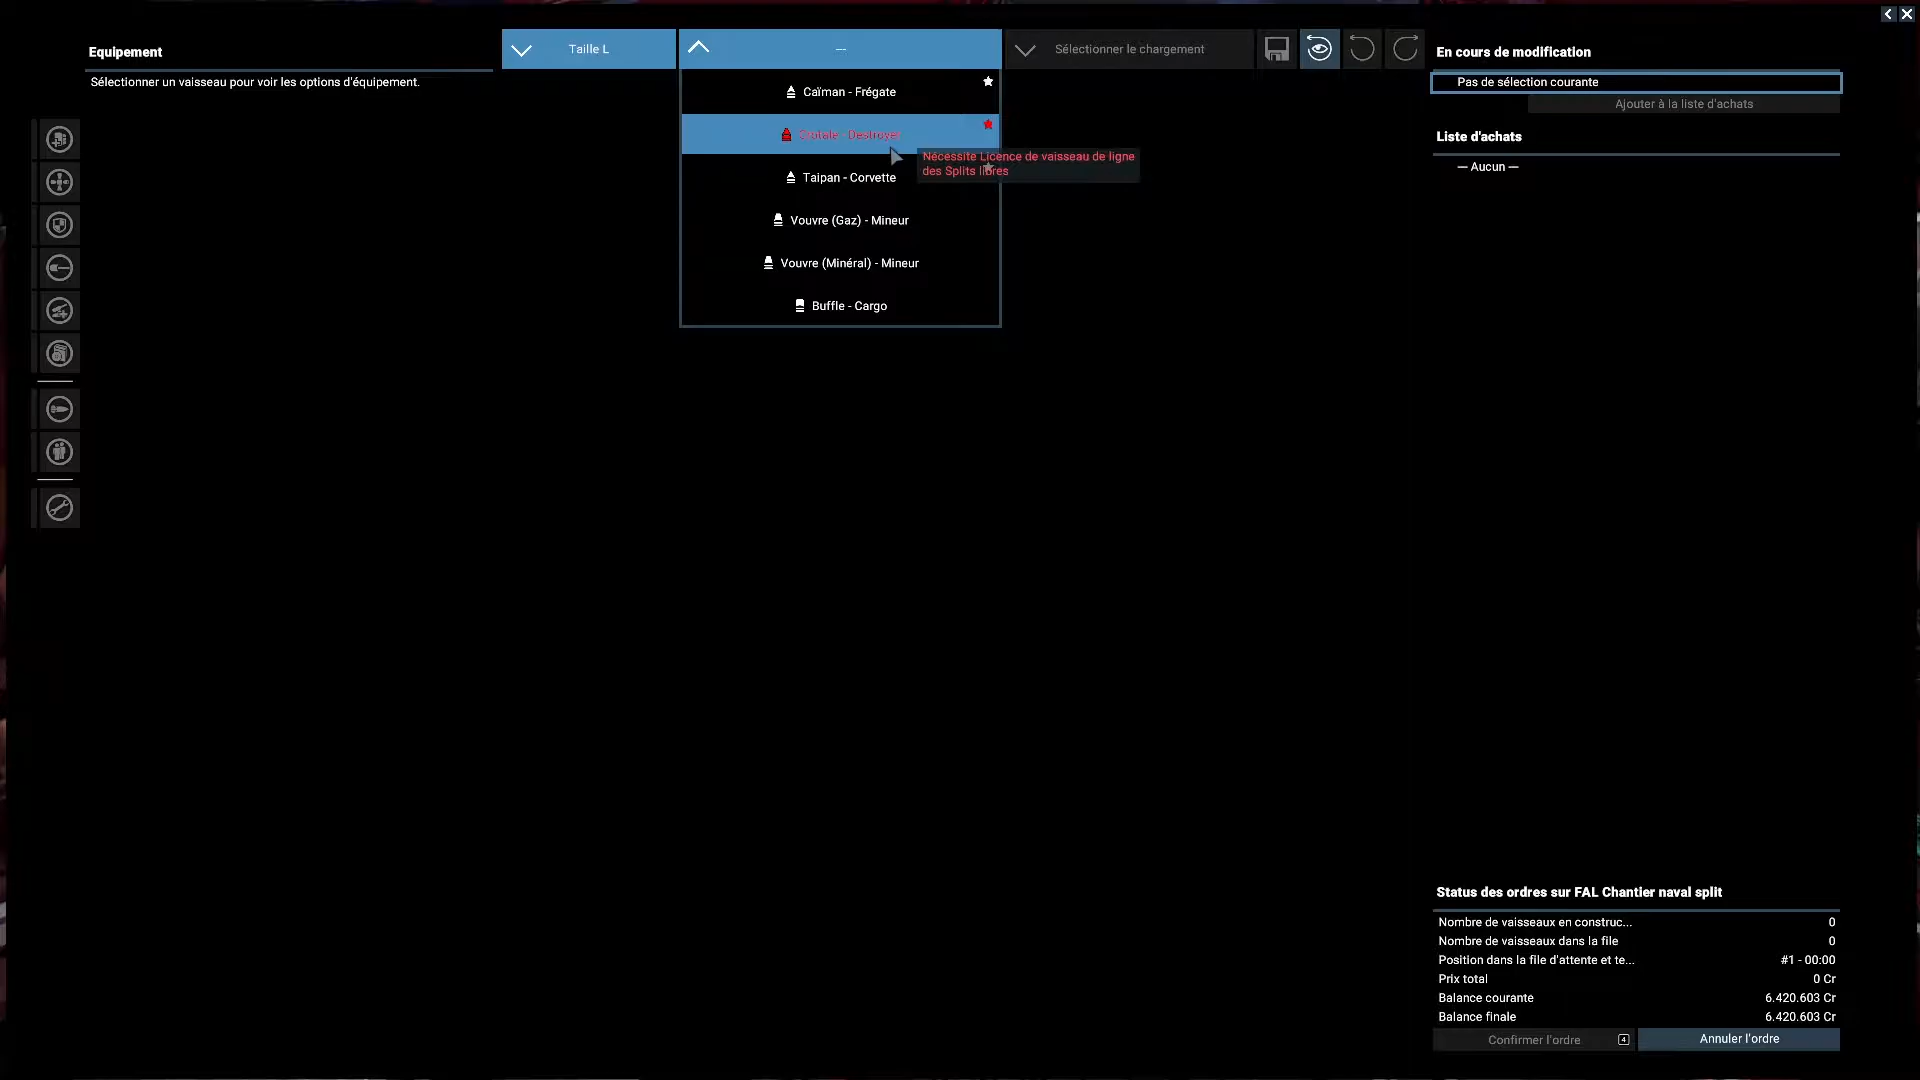 Equipement
Sélectionner un vaisseau pour voir les options d'équipement.
Taille L
---
Sélectionner le chargement
Caïman - Frégate
Crotale - Destroyer
Nécessite Licence de vaisseau de ligne
des Splits libres
Taipan - Corvette
Vouvre (Gaz) - Mineur
Vouvre (Minéral) - Mineur
Buffle - Cargo
En cours de modification
Pas de sélection courante
Ajouter à la liste d'achats
Liste d'achats
— Aucun —
Status des ordres sur FAL Chantier naval split
Nombre de vaisseaux en construc... 0
Nombre de vaisseaux dans la file 0
Position dans la file d'attente et te... #1 - 00:00
Prix total 0 Cr
Balance courante 6.420.603 Cr
Balance finale 6.420.603 Cr
Confirmer l'ordre 4
Annuler l'ordre